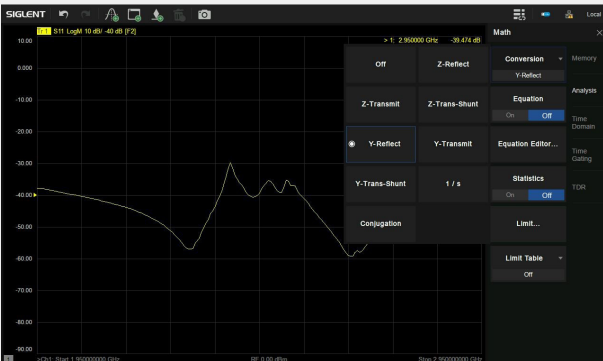 SIGLENT
Local
Tr 1 S11 LogM 10 dB/ -40 dB [F2]
> 1: 2.950000 GHz -39.474 dB
10.00
0.000
-10.00
-20.00
-30.00
-40.00
-50.00
-60.00
-70.00
-80.00
-90.00
Off Z-Reflect
Z-Transmit Z-Trans-Shunt
Y-Reflect Y-Transmit
Y-Trans-Shunt 1 / s
Conjugation
Math
Conversion
Y-Reflect
Equation
On Off
Equation Editor...
Statistics
On Off
Limit...
Limit Table
Off
Memory
Analysis
Time
Domain
Time
Gating
TDR
1 >Ch1: Start 1.950000000 GHz RF 0.00 dBm Stop 2.950000000 GHz